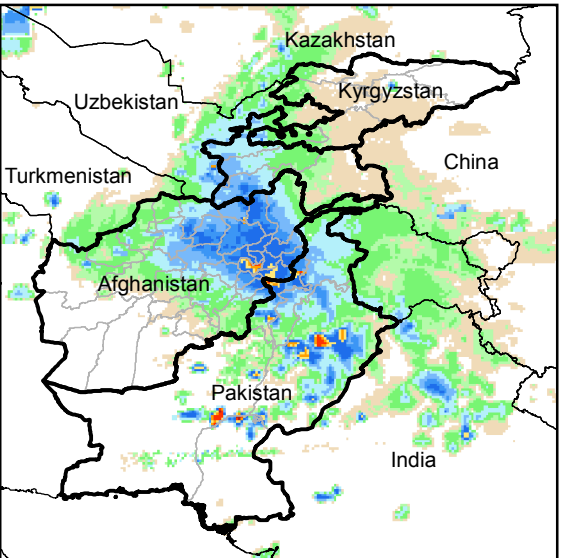 Kazakhstan
Kyrgyzstan
Uzbekistan
China
Turkmenistan
Afghanistan
Pakistan
India